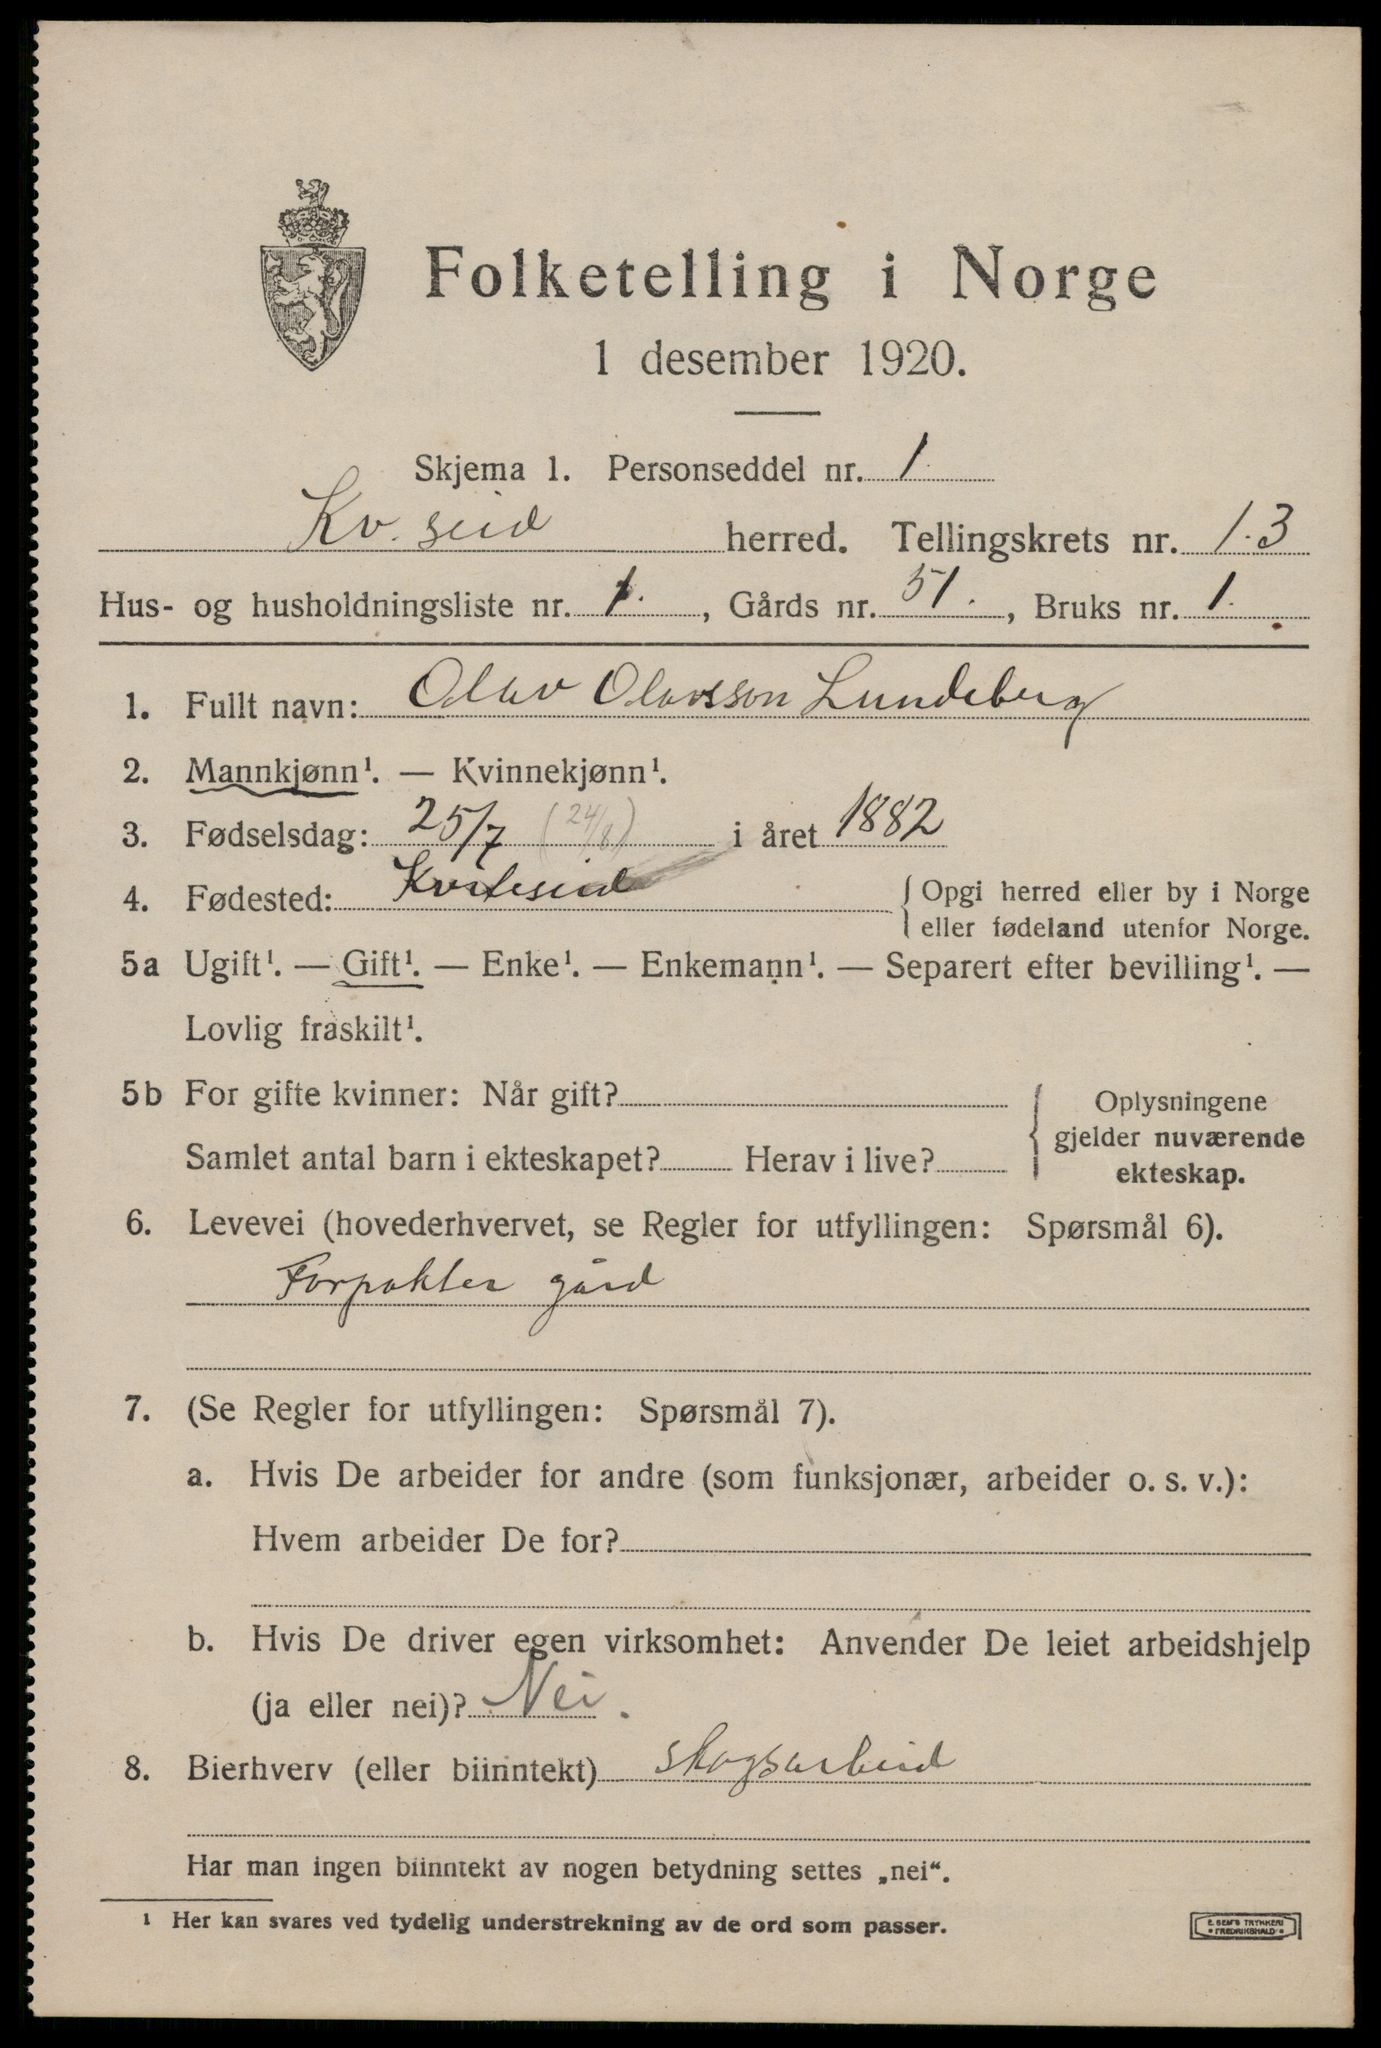 Folketelling i Norge
1 desember 1920.
Skjema 1. Personseddel nr. 1.
Kv. seid herred. Tellingskrets nr. 1.3
Hus- og husholdningsliste nr. 1., Gårds nr. 51., Bruks nr. 1.
1. Fullt navn: Olav Olavsson Lundeberg
2. Mannkjønn¹. — Kvinnekjønn¹.
3. Fødselsdag: 25/7 (24/8) i året 1882
4. Fødested: Kviteseid { Opgi herred eller by i Norge
eller fødeland utenfor Norge.
5a Ugift¹. — Gift¹. — Enke¹. — Enkemann¹. — Separert efter bevilling¹. —
Lovlig fraskilt¹.
5b For gifte kvinner: Når gift? { Oplysningene
gjelder nuværende
Samlet antal barn i ekteskapet? Herav i live? ekteskap.
6. Levevei (hovederhvervet, se Regler for utfyllingen: Spørsmål 6).
Forpakter gård
7. (Se Regler for utfyllingen: Spørsmål 7).
a. Hvis De arbeider for andre (som funksjonær, arbeider o. s. v.):
Hvem arbeider De for?
b. Hvis De driver egen virksomhet: Anvender De leiet arbeidshjelp
(ja eller nei)? Nei.
8. Bierhverv (eller biinntekt) skogsarbeid
Har man ingen biinntekt av nogen betydning settes „nei“.
¹ Her kan svares ved tydelig understrekning av de ord som passer.
E. SEM'S TRYKKERI
FREDRIKSHALD